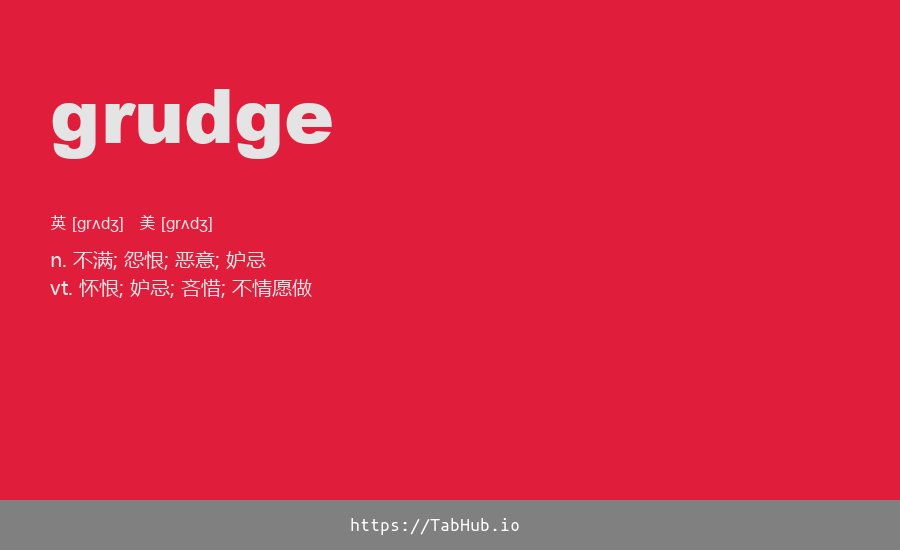 grudge
英 [grʌdʒ] 美 [grʌdʒ]
n. 不满; 怨恨; 恶意; 妒忌
vt. 怀恨; 妒忌; 吝惜; 不情愿做
https://TabHub.io